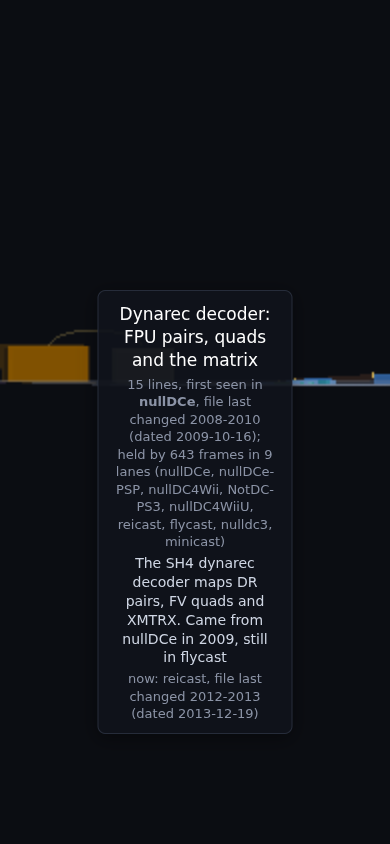 Dynarec decoder:
FPU pairs, quads
and the matrix
15 lines, first seen in
nullDCe, file last
changed 2008-2010
(dated 2009-10-16);
held by 643 frames in 9
lanes (nullDCe, nullDCe-
PSP, nullDC4Wii, NotDC-
PS3, nullDC4WiiU,
reicast, flycast, nulldc3,
minicast)
The SH4 dynarec
decoder maps DR
pairs, FV quads and
XMTRX. Came from
nullDCe in 2009, still
in flycast
now: reicast, file last
changed 2012-2013
(dated 2013-12-19)